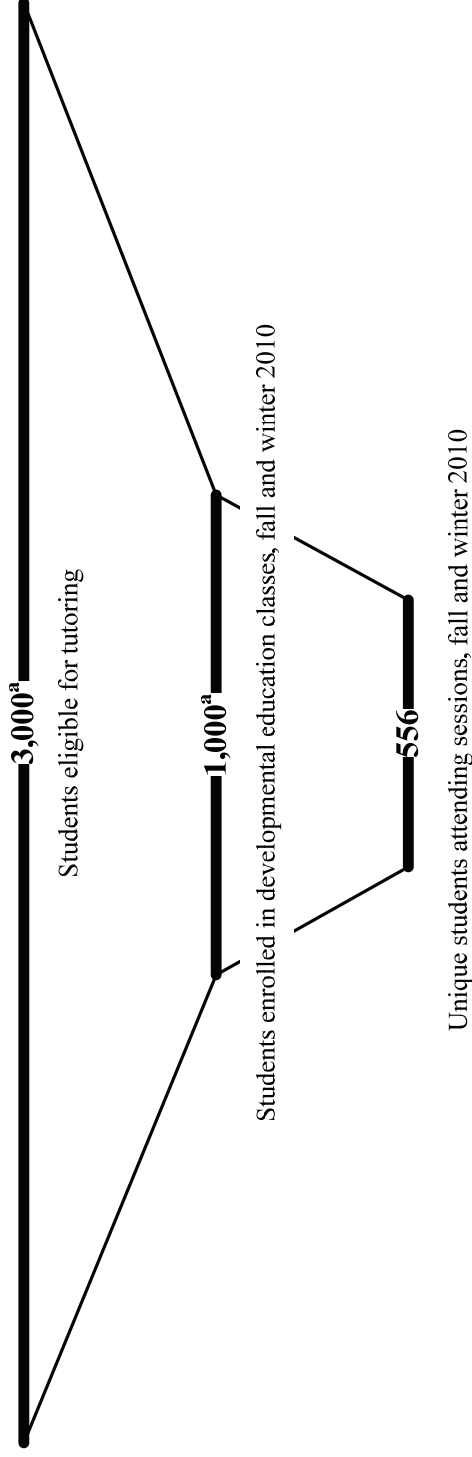 3,000ª
Students eligible for tutoring
1,000ª
Students enrolled in developmental education classes, fall and winter 2010
556
Unique students attending sessions, fall and winter 2010